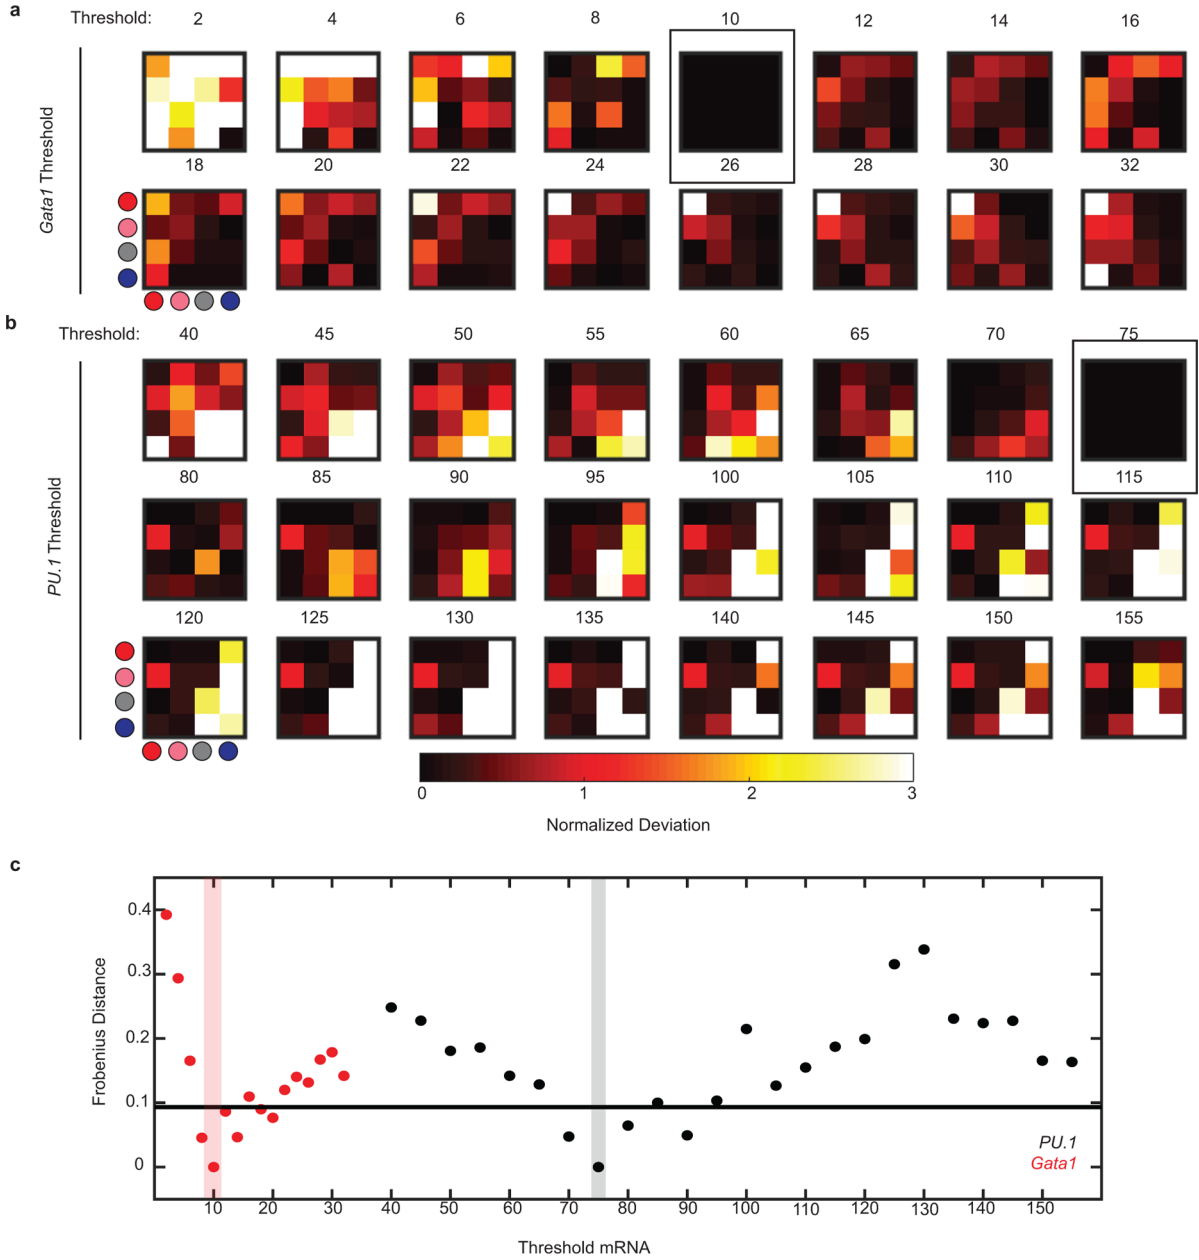 a
Threshold: 2 4 6 8 10 12 14 16
Gata1 Threshold
18 20 22 24 26 28 30 32
b
Threshold: 40 45 50 55 60 65 70 75
PU.1 Threshold
80 85 90 95 100 105 110 115
120 125 130 135 140 145 150 155
0 1 2 3
Normalized Deviation
c
Frobenius Distance
0.4
0.3
0.2
0.1
0
PU.1
Gata1
10 20 30 40 50 60 70 80 90 100 110 120 130 140 150
Threshold mRNA